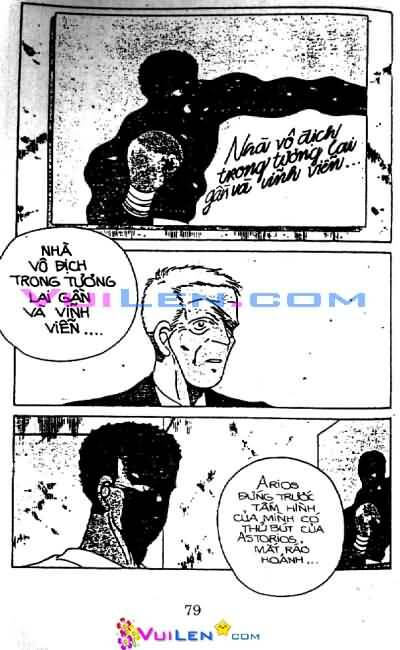 Nhà vô địch
trong tương lai
gần và vĩnh viễn...
NHÀ
VÔ ĐỊCH
TRONG TƯƠNG
LAI GẦN
VÀ VĨNH
VIỄN....
VUILEN.COM
ARIOS
ĐỨNG TRƯỚC
TẤM HÌNH
CỦA MÌNH CÓ
THỦ BÚT CỦA
ASTORIOS,
MẮT RÁO
HOẢNH...
79
VUILEN COM